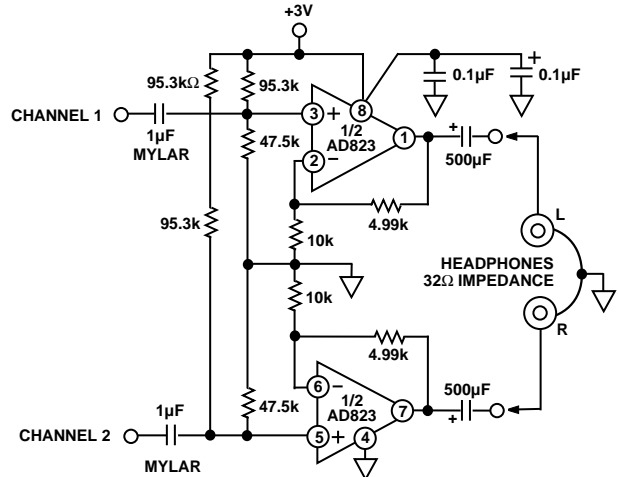 +3V
95.3kΩ
95.3k
0.1µF
+
0.1µF
CHANNEL 1
1µF
MYLAR
3
+
8
1/2
AD823
1
2
–
47.5k
+
500µF
95.3k
4.99k
10k
L
HEADPHONES
32Ω IMPEDANCE
10k
R
4.99k
6
–
1/2
AD823
7
500µF
+
47.5k
1µF
5
+
4
CHANNEL 2
MYLAR